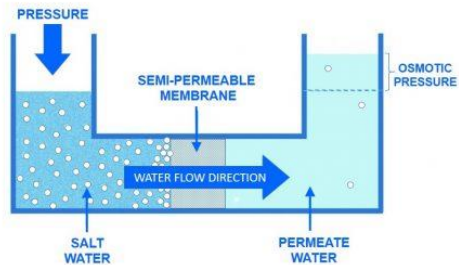 PRESSURE
SEMI-PERMEABLE
MEMBRANE
OSMOTIC
PRESSURE
WATER FLOW DIRECTION
SALT
WATER
PERMEATE
WATER